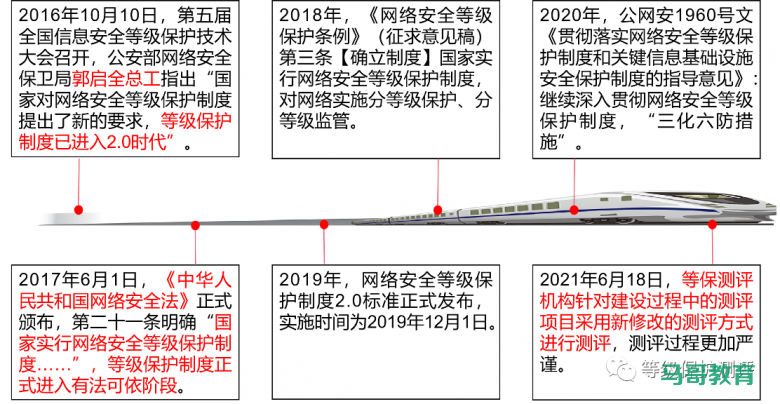 2016年10月10日，第五届
全国信息安全等级保护技术
大会召开，公安部网络安全
保卫局郭启全总工指出“国
家对网络安全等级保护制度
提出了新的要求，等级保护
制度已进入2.0时代”。
2018年，《网络安全等级
保护条例》（征求意见稿）
第三条【确立制度】国家实
行网络安全等级保护制度，
对网络实施分等级保护、分
等级监管。
2020年，公网安1960号文
《贯彻落实网络安全等级保
护制度和关键信息基础设施
安全保护制度的指导意见》：
继续深入贯彻网络安全等级
保护制度，“三化六防措
施”。
2017年6月1日，《中华人
民共和国网络安全法》正式
颁布，第二十一条明确“国
家实行网络安全等级保护制
度……”，等级保护制度正
式进入有法可依阶段。
2019年，网络安全等级保
护制度2.0标准正式发布，
实施时间为2019年12月1日。
2021年6月18日，等保测评
机构针对建设过程中的测评
项目采用新修改的测评方式
进行测评，测评过程更加严
谨。
等级保护测评
马哥教育